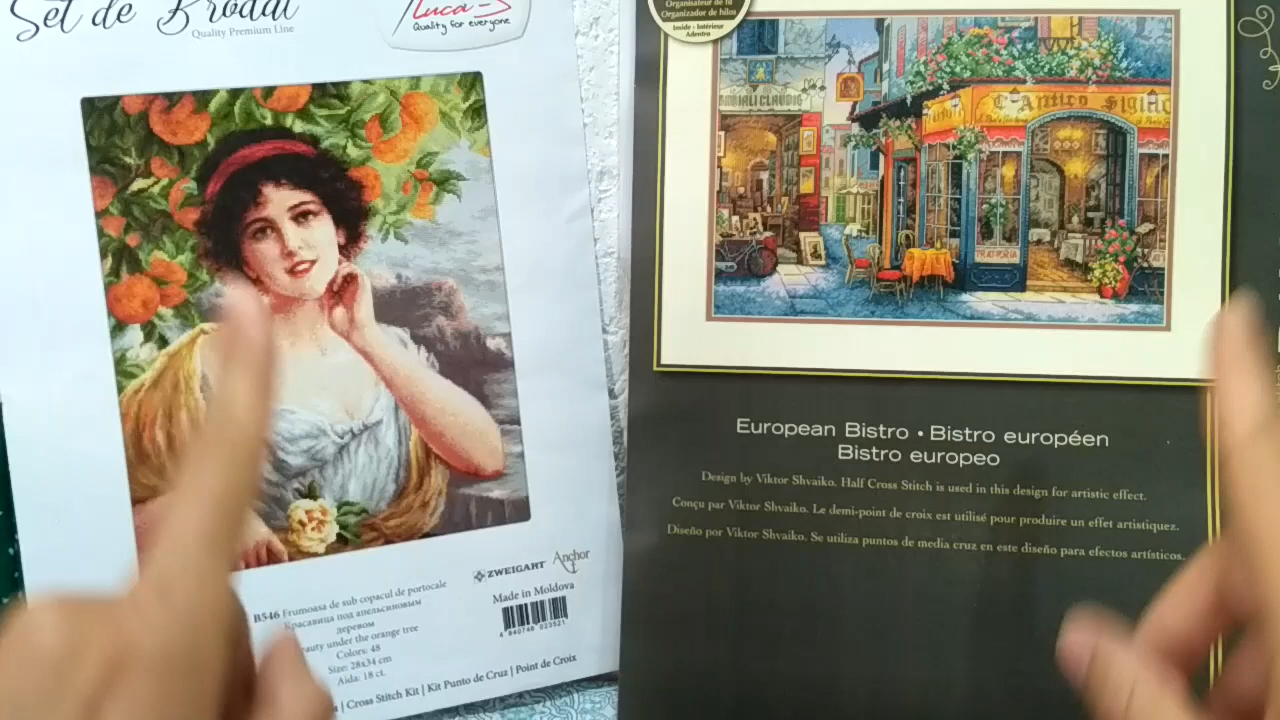 Set de Brodat
Quality Premium Line
Luca-S
Quality for everyone
ZWEIGART
Anchor
Made in Moldova
4 840746 023521
B546 Frumoasa de sub copacul de portocale
Красавица под апельсиновым
деревом
under the orange tree
Colors: 48
Size: 28x34 cm
Aida: 18 ct.
| Cross Stitch Kit | Kit Punto de Cruz | Point de Croix
Organisateur de fil
Organizador de hilos
Inside - Intérieur
Adentro
TRATTORIA
European Bistro • Bistro européen
Bistro europeo
Design by Viktor Shvaiko. Half Cross Stitch is used in this design for artistic effect.
Conçu par Viktor Shvaiko. Le demi-point de croix est utilisé pour produire un effet artistiquez.
Diseño por Viktor Shvaiko. Se utiliza puntos de media cruz en este diseño para efectos artísticos.